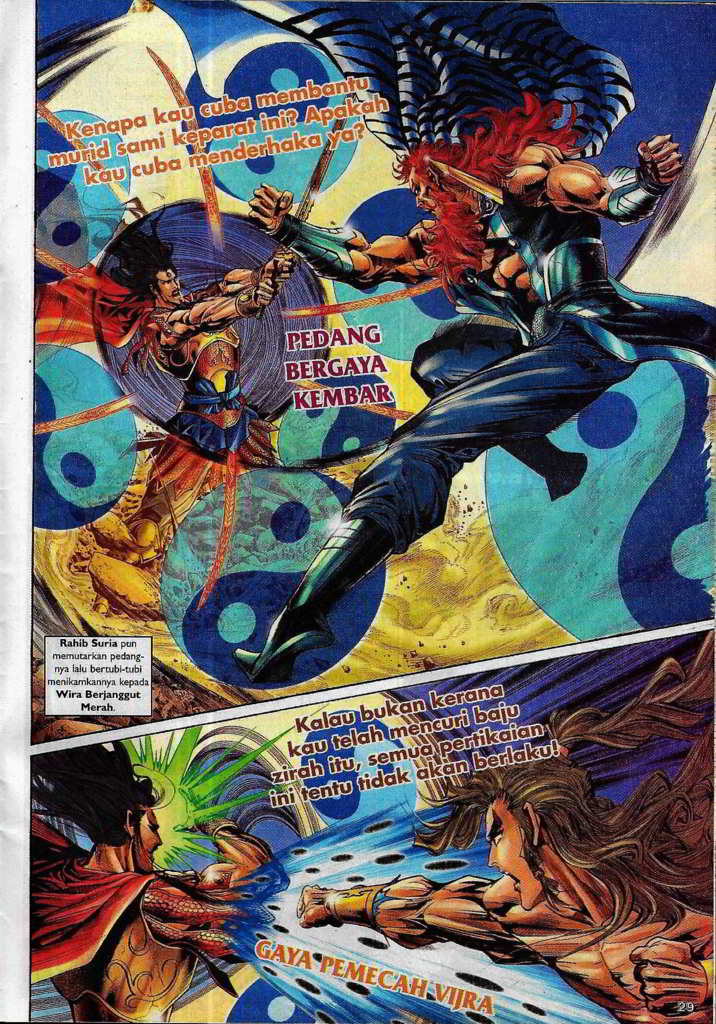 Kenapa kau cuba membantu
murid sami keparat ini? Apakah
kau cuba menderhaka ya?
PEDANG
BERGAYA
KEMBAR
Rahib Suria pun
memutarkan pedang-
nya lalu bertubi-tubi
menikamkannya kepada
Wira Berjanggut
Merah.
Kalau bukan kerana
kau telah mencuri baju
zirah itu, semua pertikaian
ini tentu tidak akan berlaku!
GAYA PEMECAH VIJRA
29